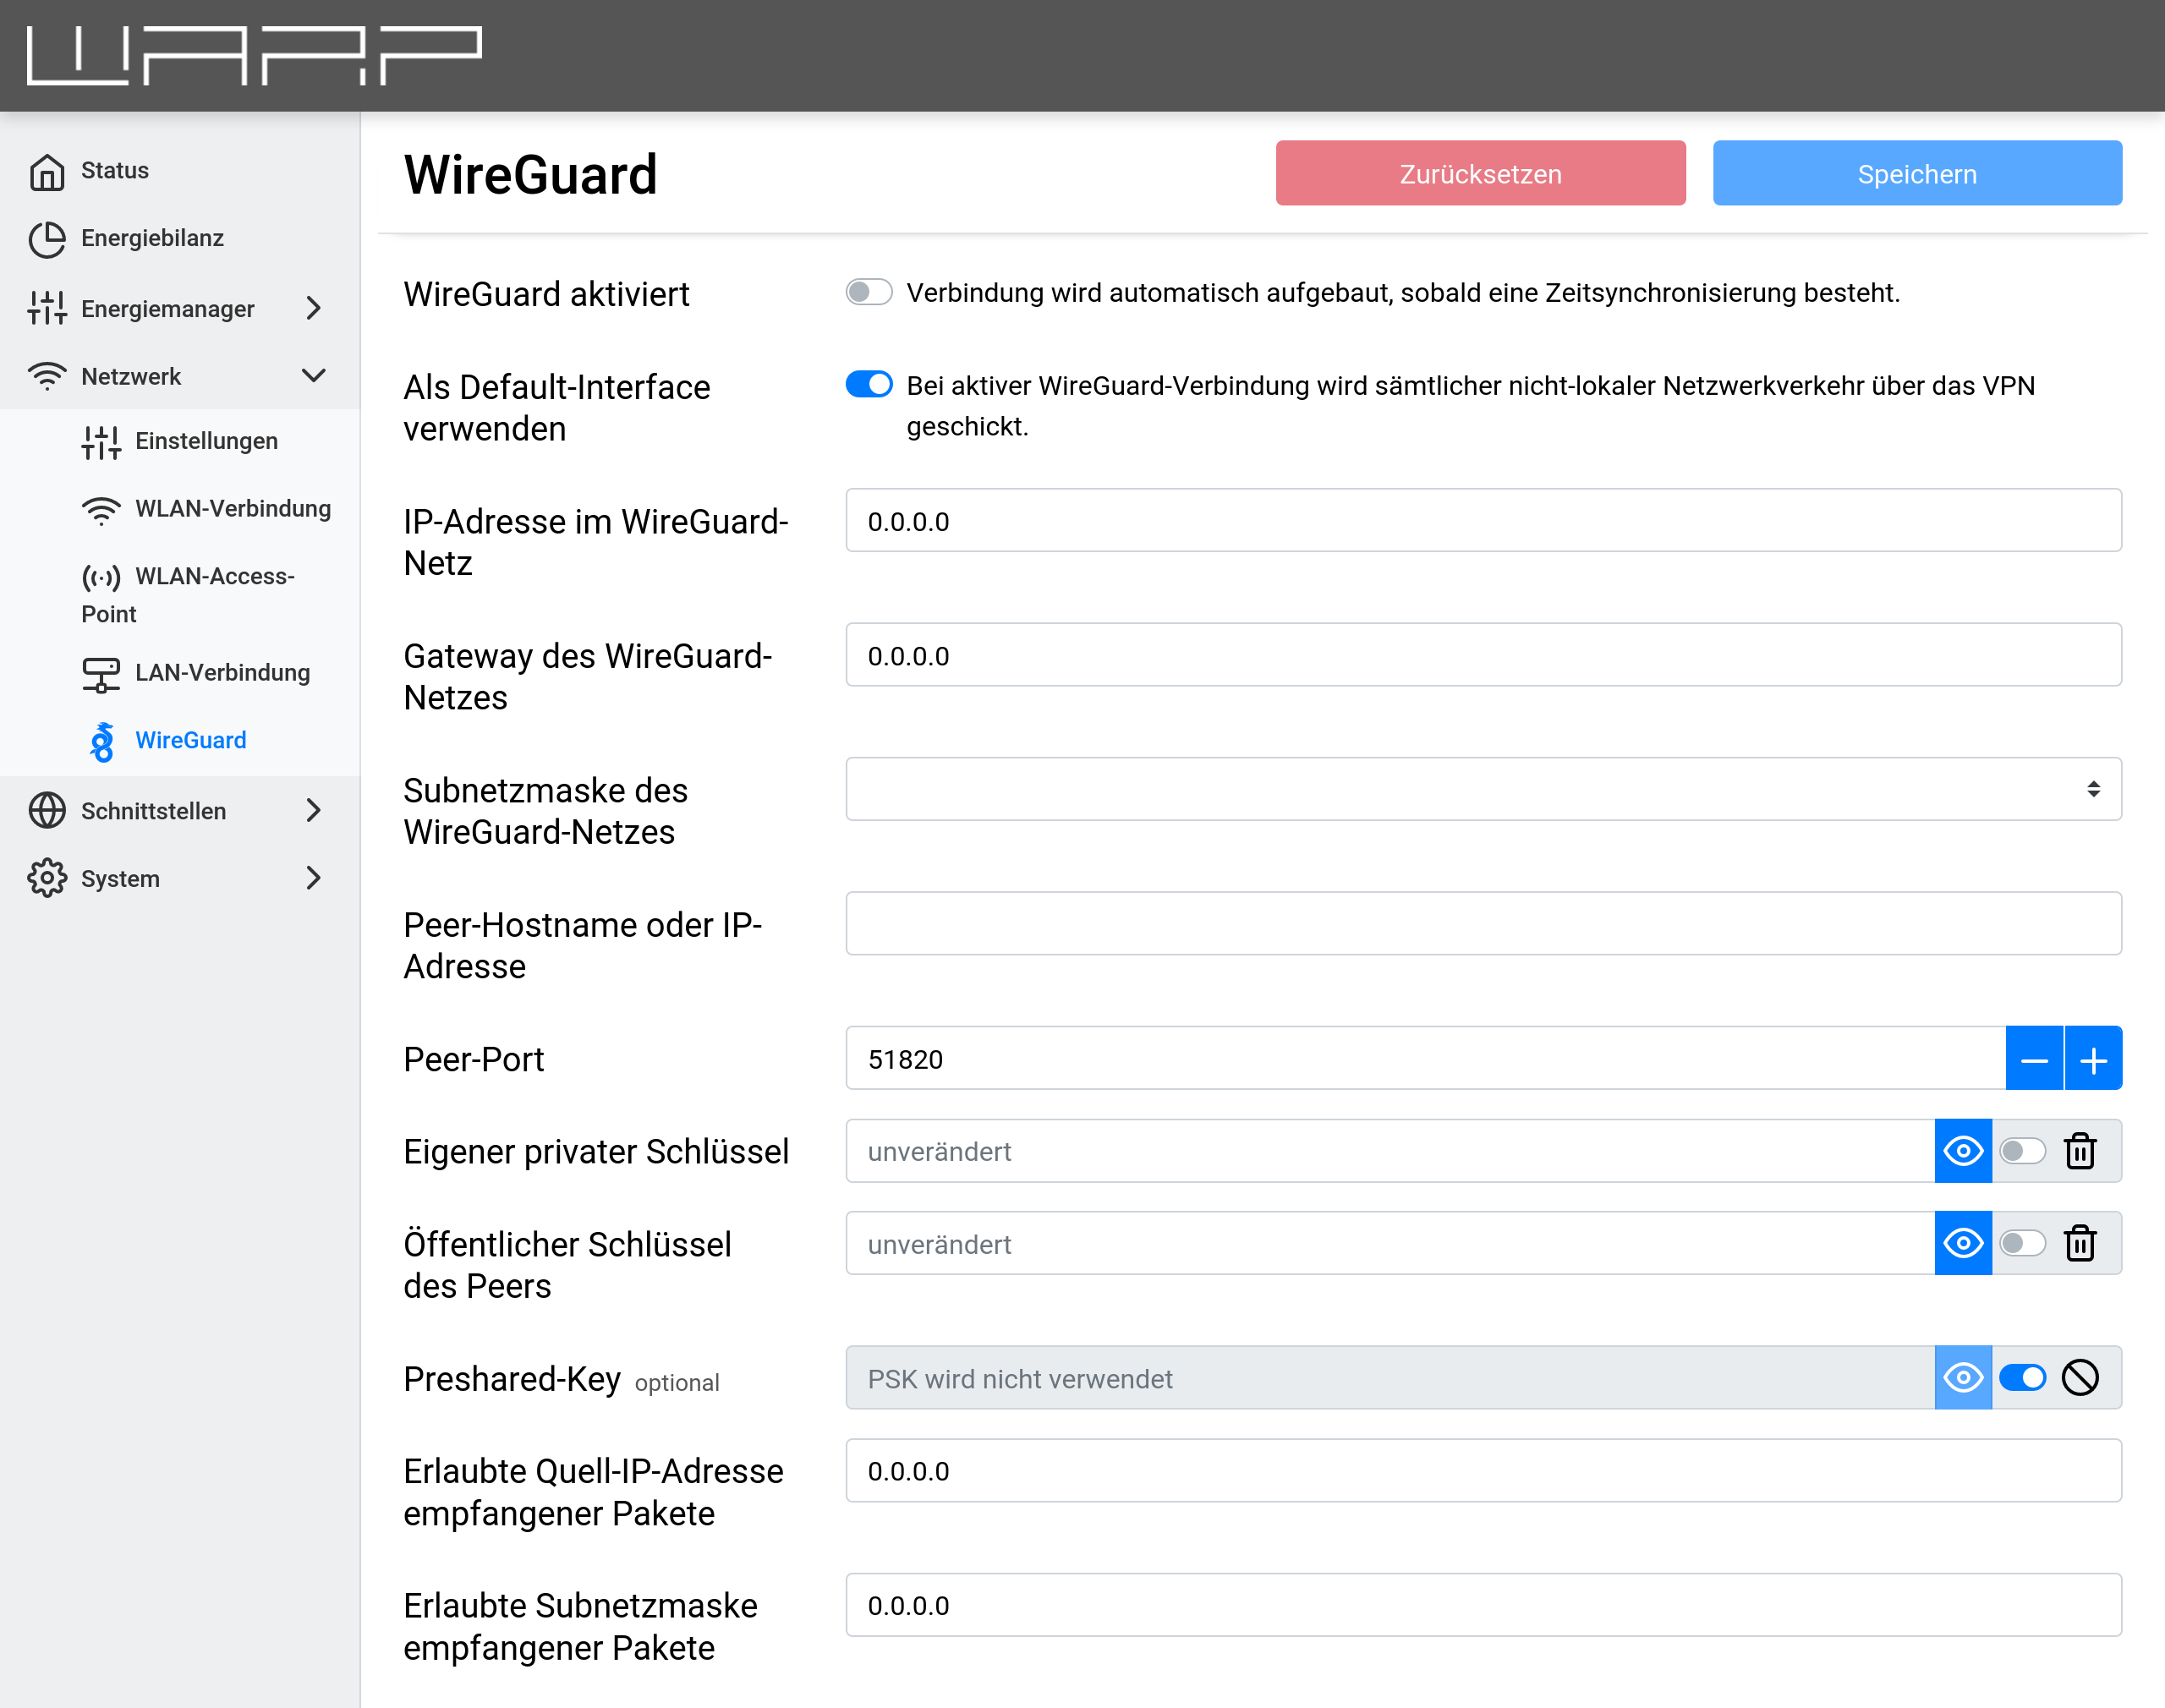 WARP
Status
Energiebilanz
Energiemanager
Netzwerk
Einstellungen
WLAN-Verbindung
WLAN-Access-
Point
LAN-Verbindung
WireGuard
Schnittstellen
System
WireGuard
Zurücksetzen
Speichern
WireGuard aktiviert
Verbindung wird automatisch aufgebaut, sobald eine Zeitsynchronisierung besteht.
Als Default-Interface
verwenden
Bei aktiver WireGuard-Verbindung wird sämtlicher nicht-lokaler Netzwerkverkehr über das VPN
geschickt.
IP-Adresse im WireGuard-
Netz
0.0.0.0
Gateway des WireGuard-
Netzes
0.0.0.0
Subnetzmaske des
WireGuard-Netzes
Peer-Hostname oder IP-
Adresse
Peer-Port
51820
Eigener privater Schlüssel
unverändert
Öffentlicher Schlüssel
des Peers
unverändert
Preshared-Key optional
PSK wird nicht verwendet
Erlaubte Quell-IP-Adresse
empfangener Pakete
0.0.0.0
Erlaubte Subnetzmaske
empfangener Pakete
0.0.0.0